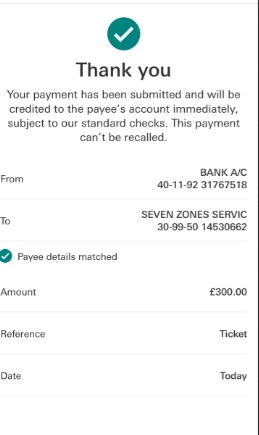 Thank you
Your payment has been submitted and will be
credited to the payee's account immediately,
subject to our standard checks. This payment
can't be recalled.
From
BANK A/C
40-11-92 31767518
To
SEVEN ZONES SERVIC
30-99-50 14530662
Payee details matched
Amount £300.00
Reference Ticket
Date Today